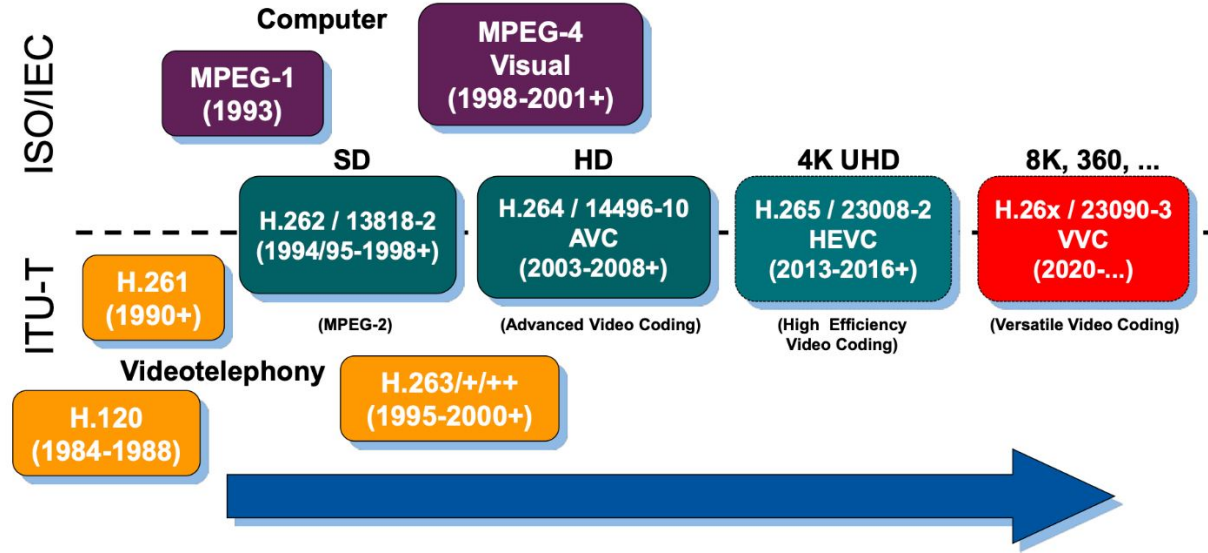 ISO/IEC
Computer
MPEG-1
(1993)
MPEG-4
Visual
(1998-2001+)
SD
HD
4K UHD
8K, 360, ...
H.262 / 13818-2
(1994/95-1998+)
H.264 / 14496-10
AVC
(2003-2008+)
H.265 / 23008-2
HEVC
(2013-2016+)
H.26x / 23090-3
VVC
(2020-...)
ITU-T
H.261
(1990+)
(MPEG-2)
(Advanced Video Coding)
(High Efficiency
Video Coding)
(Versatile Video Coding)
Videotelephony
H.263/+/++
(1995-2000+)
H.120
(1984-1988)